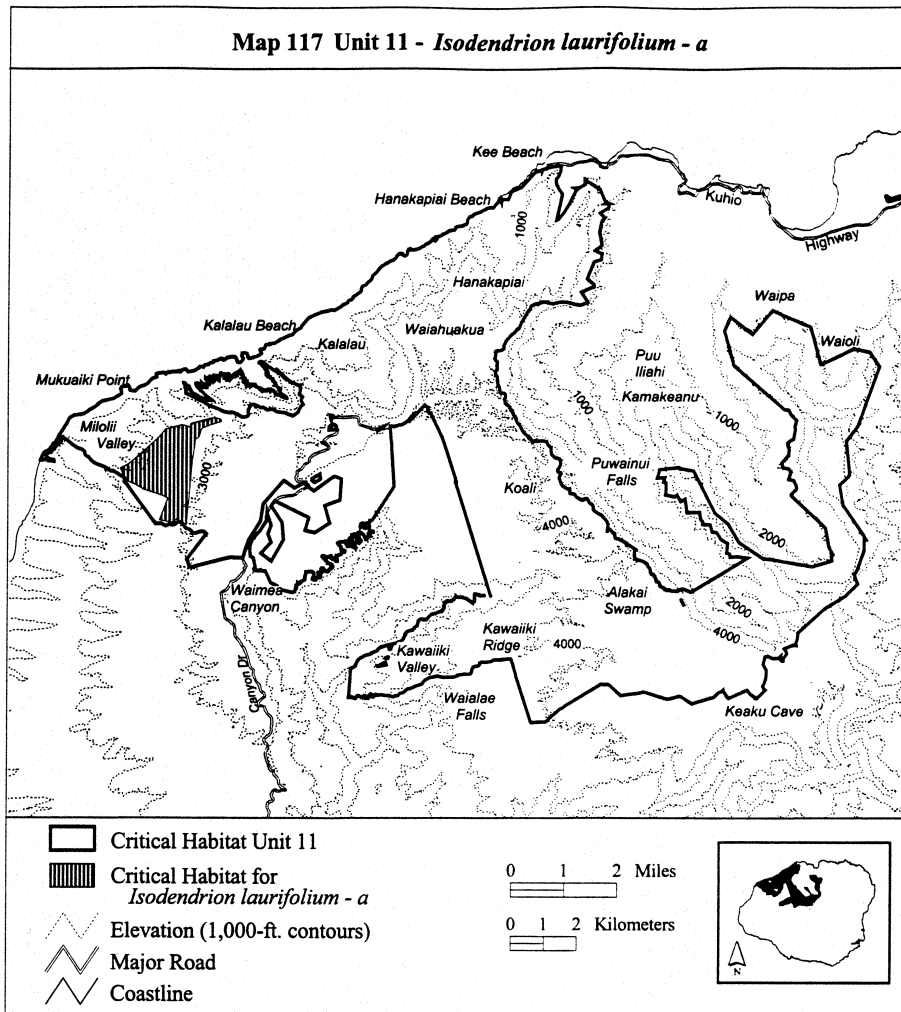 Map 117 Unit 11 - Isodendrion laurifolium - a
Kee Beach
Hanakapiai Beach
Kuhio
Highway
1000
Hanakapiai
Waipa
Kalalau Beach
Waiahuakua
Kalalau
Waioli
Puu
Iliahi
Mukuaiki Point
Kamakeanu
1000
1000
Milolii
Valley
3000
Puwainui
Falls
Koali
4000
2000
Waimea
Canyon
Alakai
Swamp
2000
4000
Kawaiiki
Ridge
4000
Kawaiiki
Valley
Canyon Dr
Waialae
Falls
Keaku Cave
Critical Habitat Unit 11
Critical Habitat for
Isodendrion laurifolium - a
Elevation (1,000-ft. contours)
Major Road
Coastline
0 1 2 Miles
0 1 2 Kilometers
N